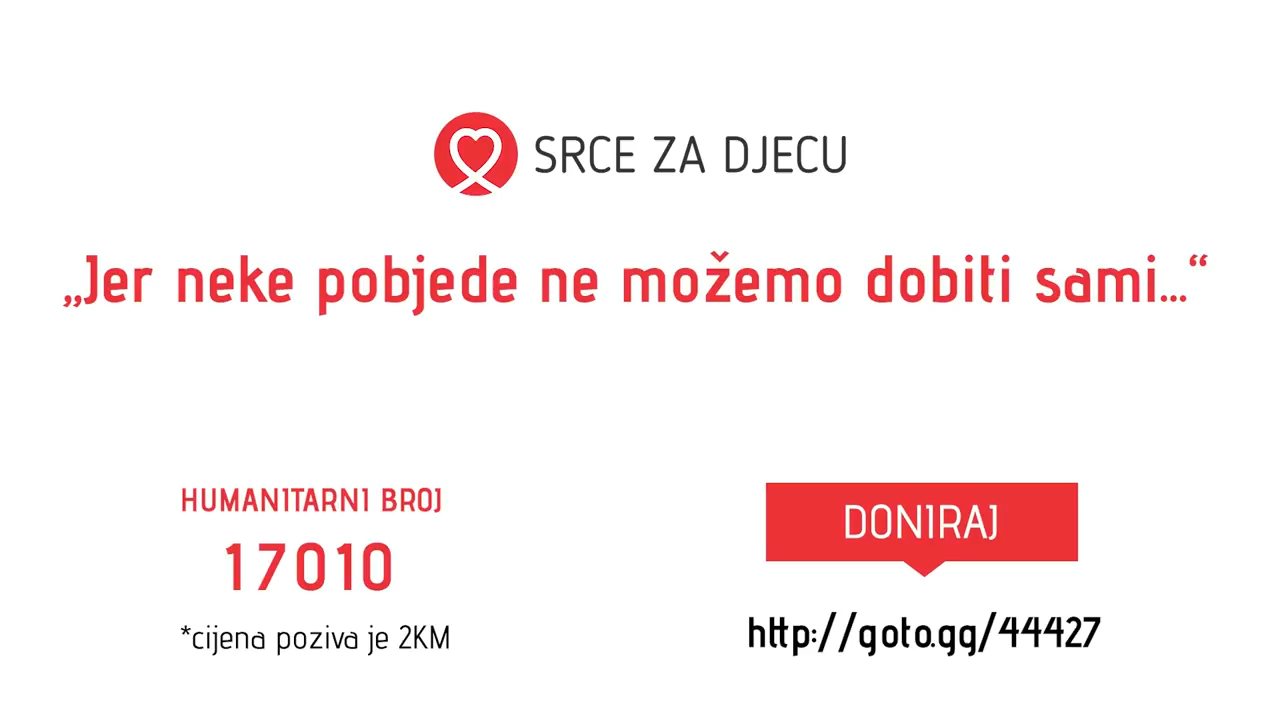 SRCE ZA DJECU
„Jer neke pobjede ne možemo dobiti sami...“
HUMANITARNI BROJ
17010
*cijena poziva je 2KM
DONIRAJ
http://goto.gg/44427